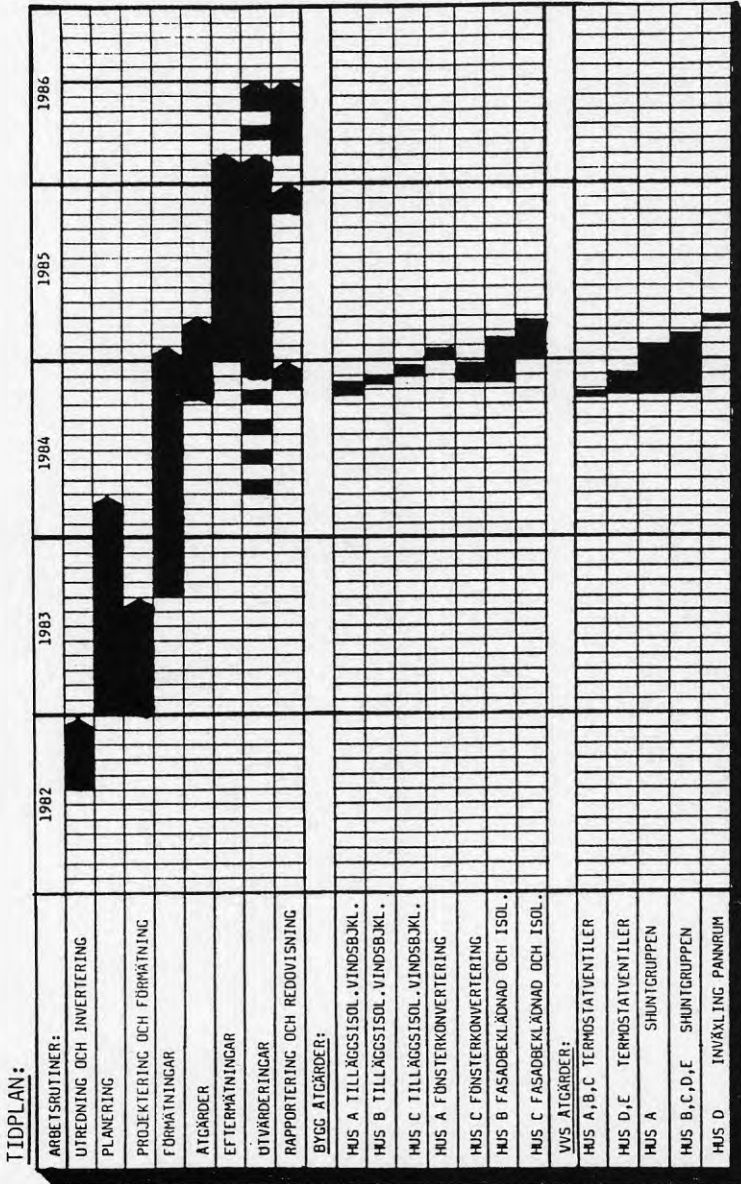 TIDPLAN:
1982 1983 1984 1985 1986
ARBETSRUTINER:
UTREDNING OCH INVERTERING
PLANERING
PROJEKTERING OCH FÖRMÄTNING
FÖRMÄTNINGAR
ÅTGÄRDER
EFTERMÄTNINGAR
UTVÄRDERINGAR
RAPPORTERING OCH REDOVISNING
BYGG ÅTGÄRDER:
HUS A TILLÄGGSISOL.VINDSBJKL.
HUS B TILLÄGGSISOL.VINDSBJKL.
HUS C TILLÄGGSISOL.VINDSBJKL.
HUS A FÖNSTERKONVERTERING
HUS C FÖNSTERKONVERTERING
HUS B FASADBEKLÄDNAD OCH ISOL.
HUS C FASADBEKLÄDNAD OCH ISOL.
VVS ÅTGÄRDER:
HUS A,B,C TERMOSTATVENTILER
HUS D,E TERMOSTATVENTILER
HUS A SHUNTGRUPPEN
HUS B,C,D,E SHUNTGRUPPEN
HUS D INVÄXLING PANNRUM